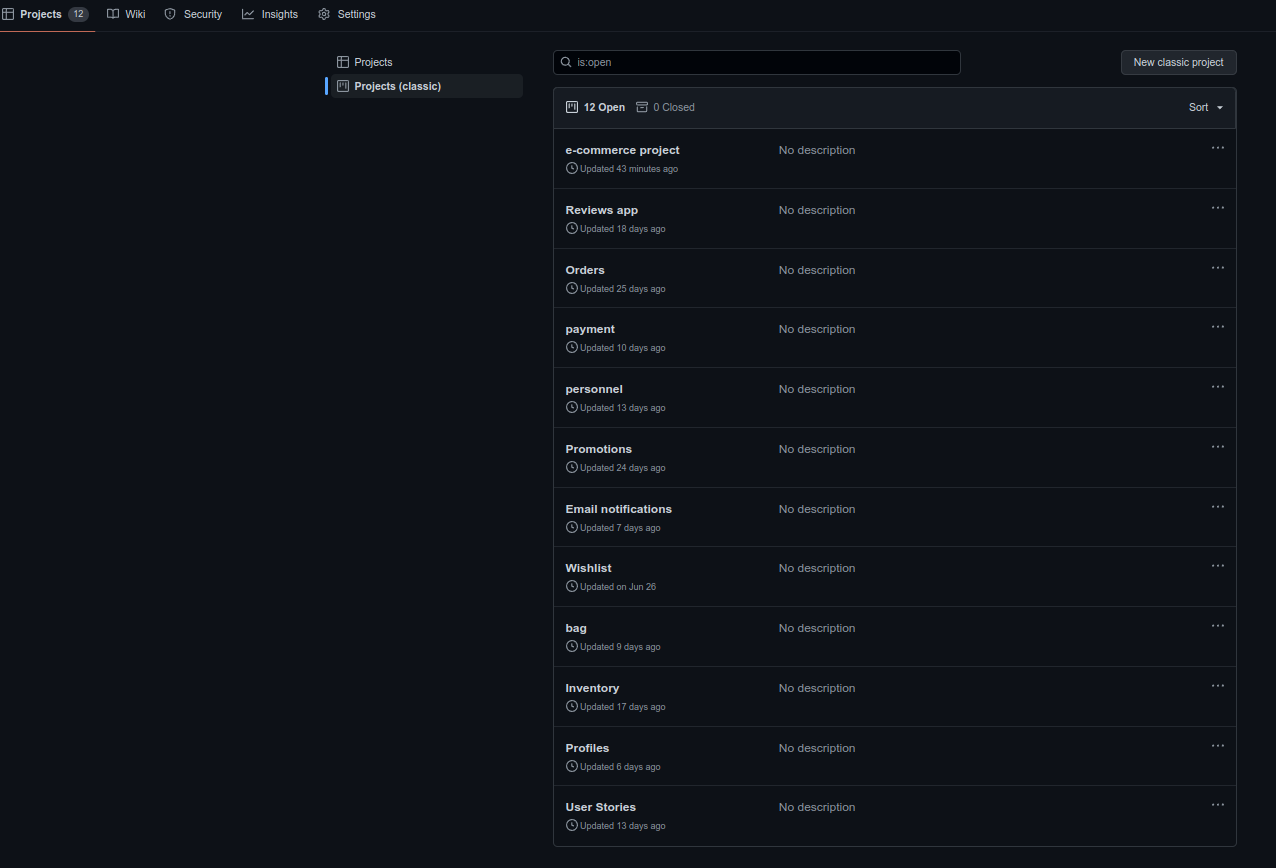 Projects 12 Wiki Security Insights Settings
Projects
Projects (classic)
is:open
New classic project
12 Open 0 Closed Sort
e-commerce project No description
Updated 43 minutes ago
Reviews app No description
Updated 18 days ago
Orders No description
Updated 25 days ago
payment No description
Updated 10 days ago
personnel No description
Updated 13 days ago
Promotions No description
Updated 24 days ago
Email notifications No description
Updated 7 days ago
Wishlist No description
Updated on Jun 26
bag No description
Updated 9 days ago
Inventory No description
Updated 17 days ago
Profiles No description
Updated 6 days ago
User Stories No description
Updated 13 days ago